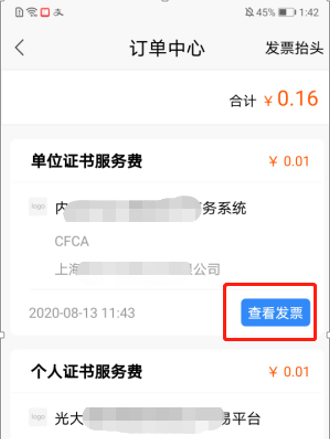 45% 1:42
订单中心 发票抬头
合计 ¥ 0.16
单位证书服务费 ¥ 0.01
logo 内 务系统
CFCA
上海 公司
2020-08-13 11:43 查看发票
个人证书服务费 ¥ 0.01
logo 光大 易平台